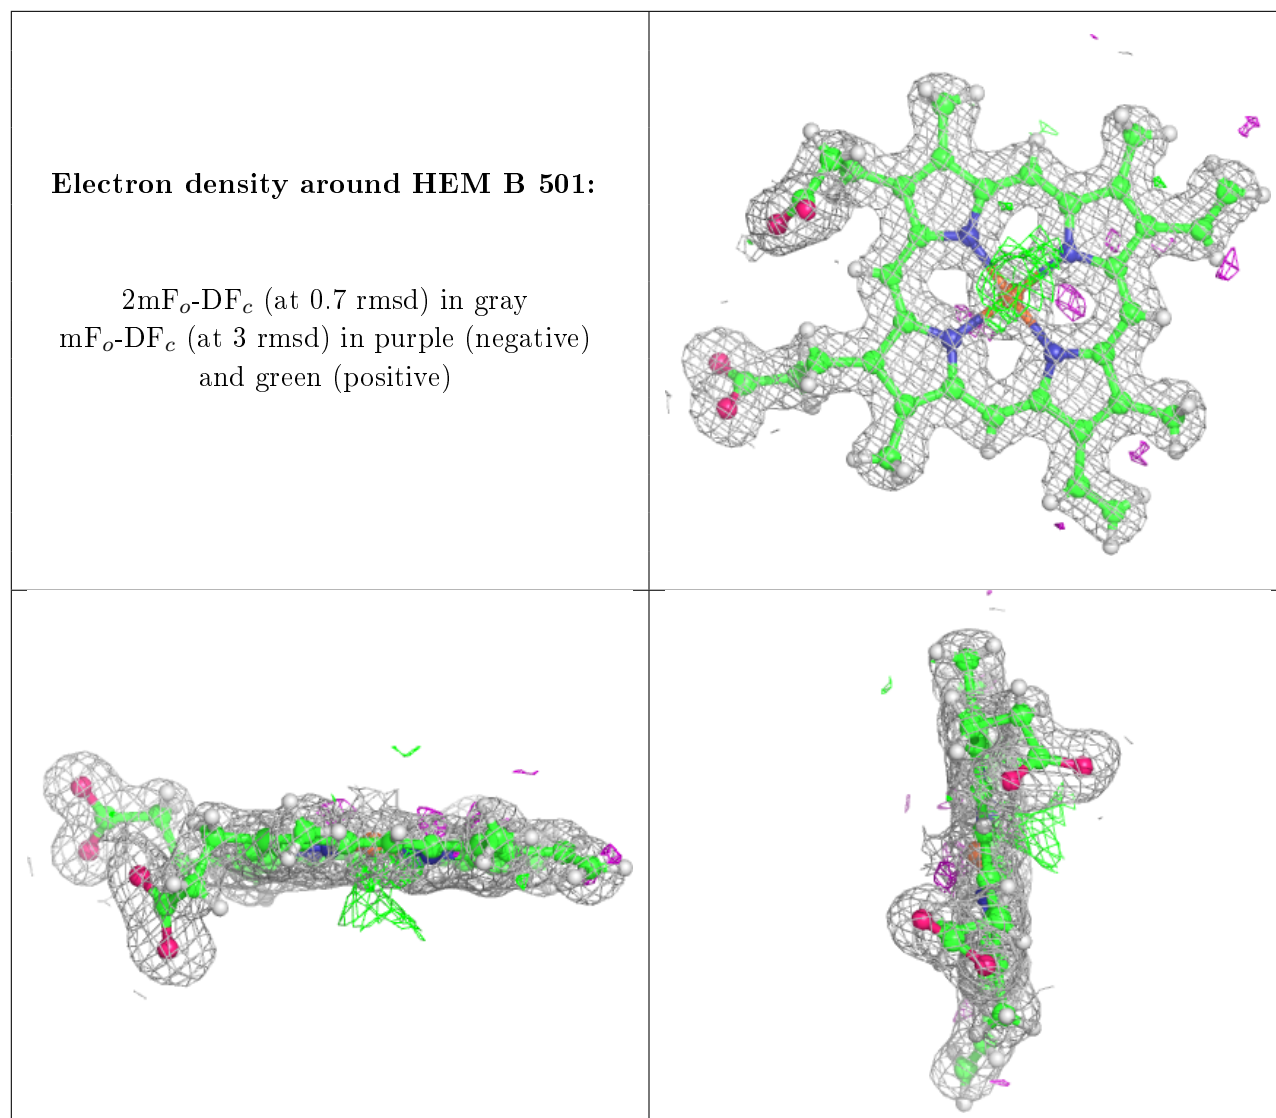 Electron density around HEM B 501:
2mFo-DFc (at 0.7 rmsd) in gray
mFo-DFc (at 3 rmsd) in purple (negative)
and green (positive)